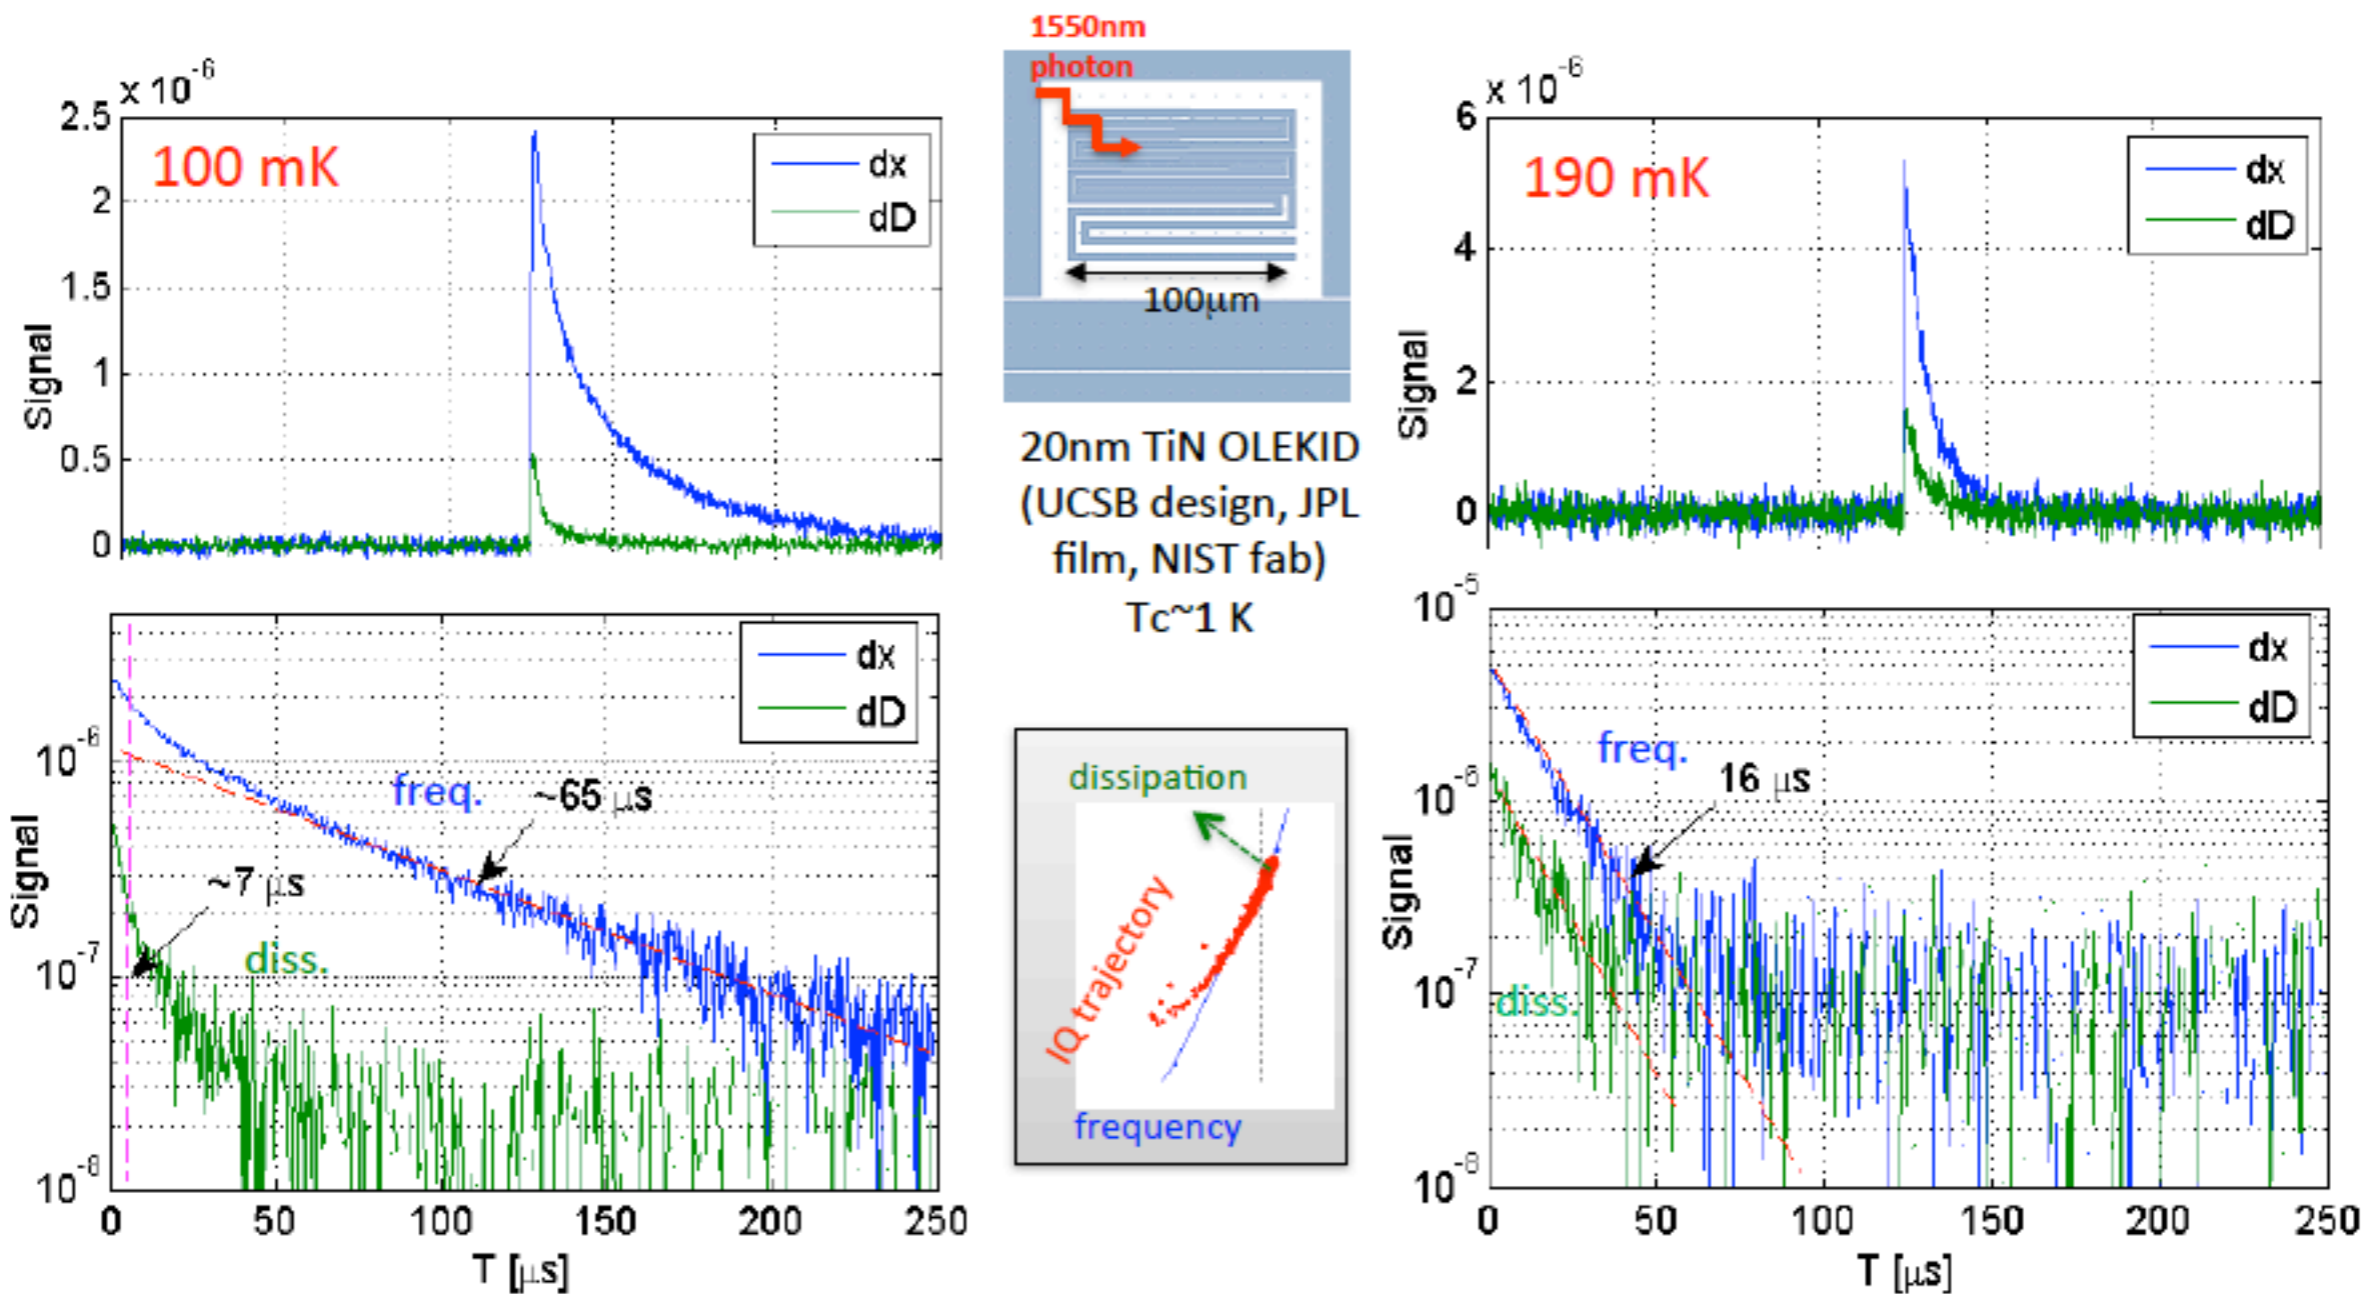 x 10-6
2.5
2
1.5
1
0.5
0
Signal
100 mK
dx
dD
1550nm
photon
100μm
20nm TiN OLEKID
(UCSB design, JPL
film, NIST fab)
Tc~1 K
x 10-6
6
4
2
0
Signal
190 mK
dx
dD
10-6
10-7
10-8
Signal
dx
dD
freq.
~65 μs
~7 μs
diss.
0 50 100 150 200 250
T [μs]
dissipation
IQ trajectory
frequency
10-5
10-6
10-7
10-8
Signal
dx
dD
freq.
16 μs
diss.
0 50 100 150 200 250
T [μs]